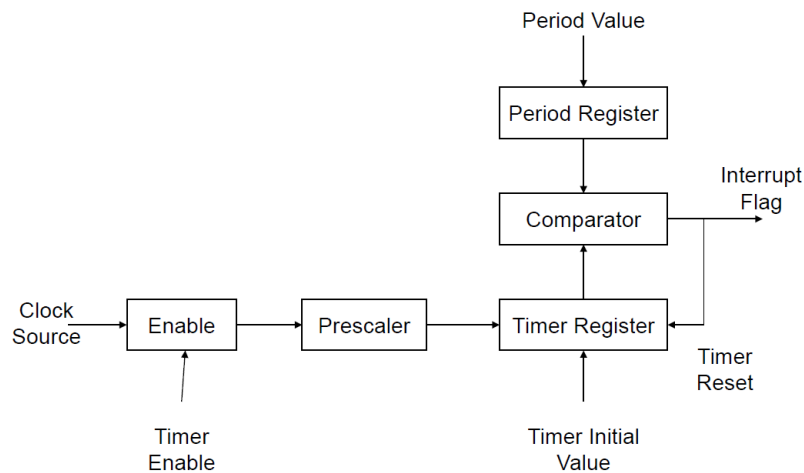 Period Value
Period Register
Interrupt
Flag
Comparator
Clock
Source
Enable
Prescaler
Timer Register
Timer
Reset
Timer
Enable
Timer Initial
Value